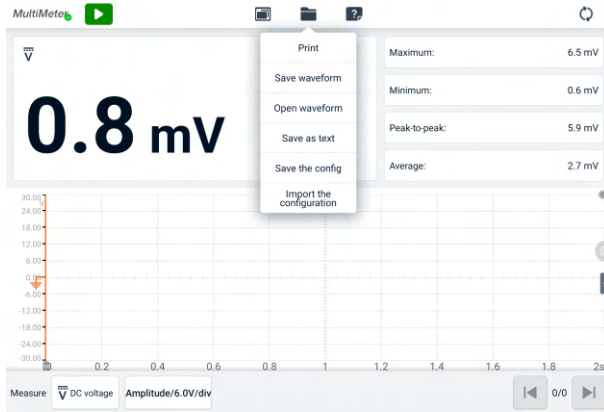 MultiMeter
Print
Save waveform
Open waveform
Save as text
Save the config
Import the
configuration
V
0.8 mV
Maximum: 6.5 mV
Minimum: 0.6 mV
Peak-to-peak: 5.9 mV
Average: 2.7 mV
30.00
V
24.00
18.00
12.00
6.00
0.00
-6.00
-12.00
-18.00
-24.00
-30.00
0.2 0.4 0.6 0.8 1 1.2 1.4 1.6 1.8 2s
Measure V DC voltage Amplitude/6.0V/div 0/0